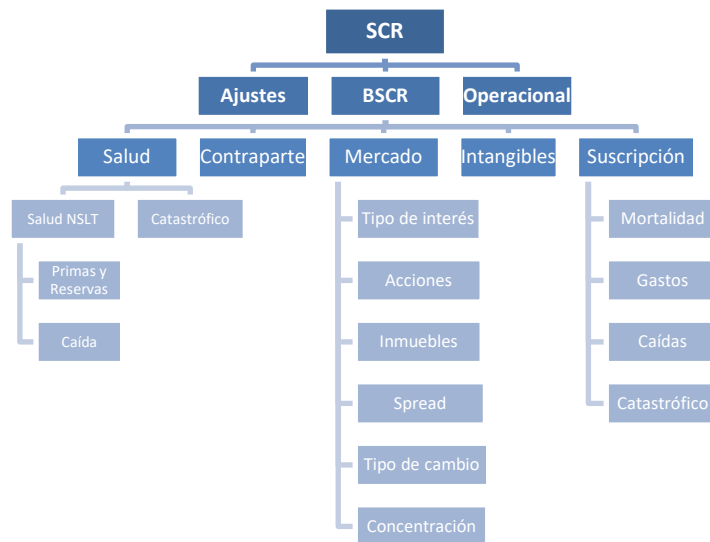 SCR
Ajustes
BSCR
Operacional
Salud
Contraparte
Mercado
Intangibles
Suscripción
Salud NSLT
Catastrófico
Primas y
Reservas
Caída
Tipo de interés
Acciones
Inmuebles
Spread
Tipo de cambio
Concentración
Mortalidad
Gastos
Caídas
Catastrófico